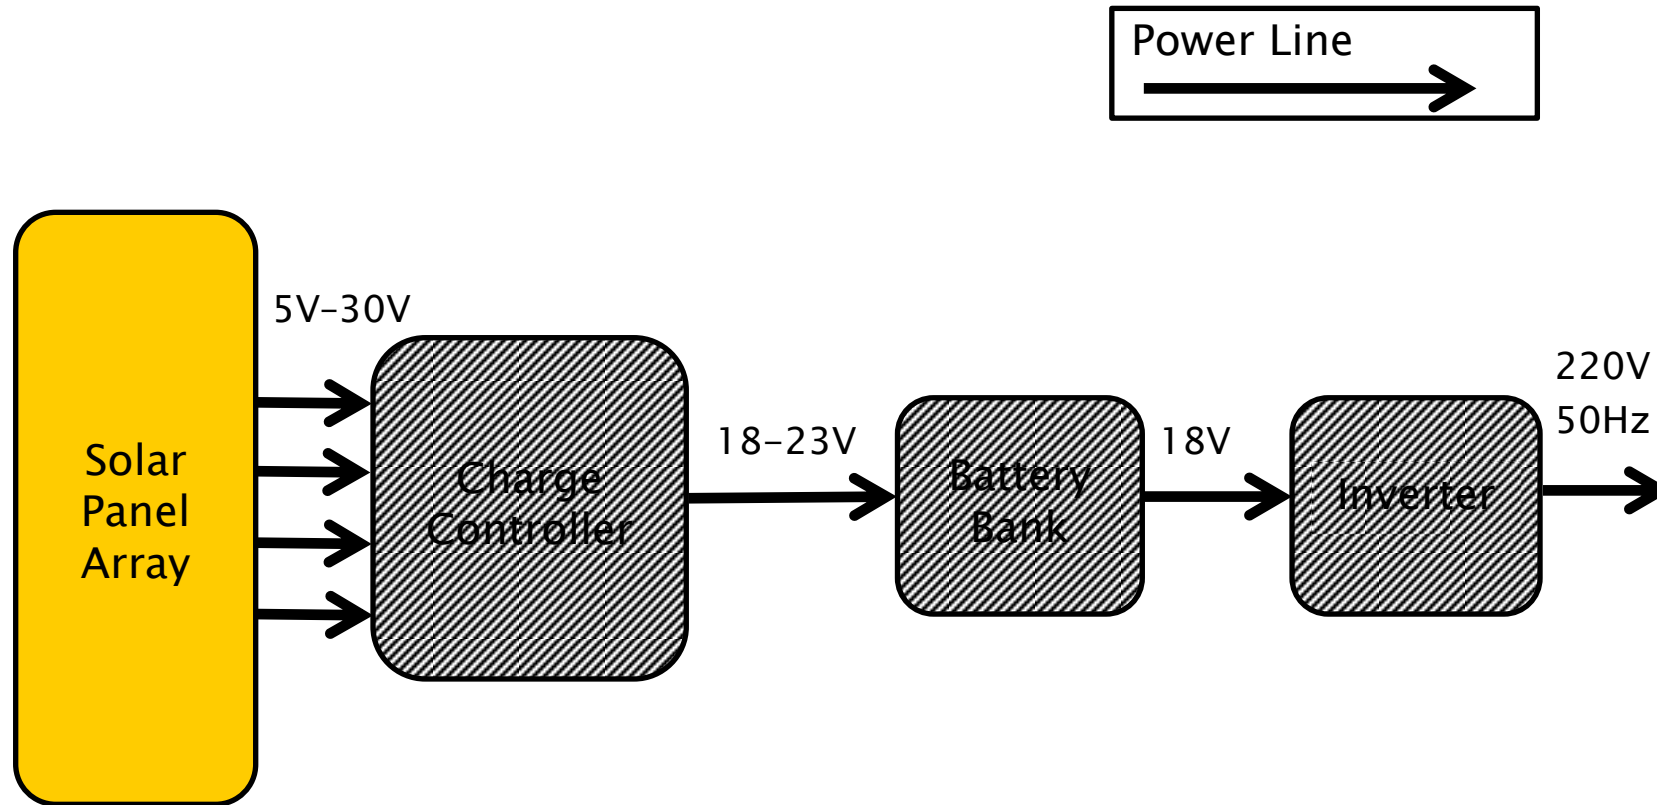 Power Line
5V–30V
220V
50Hz
18–23V
18V
Solar
Panel
Array
Charge
Controller
Battery
Bank
Inverter